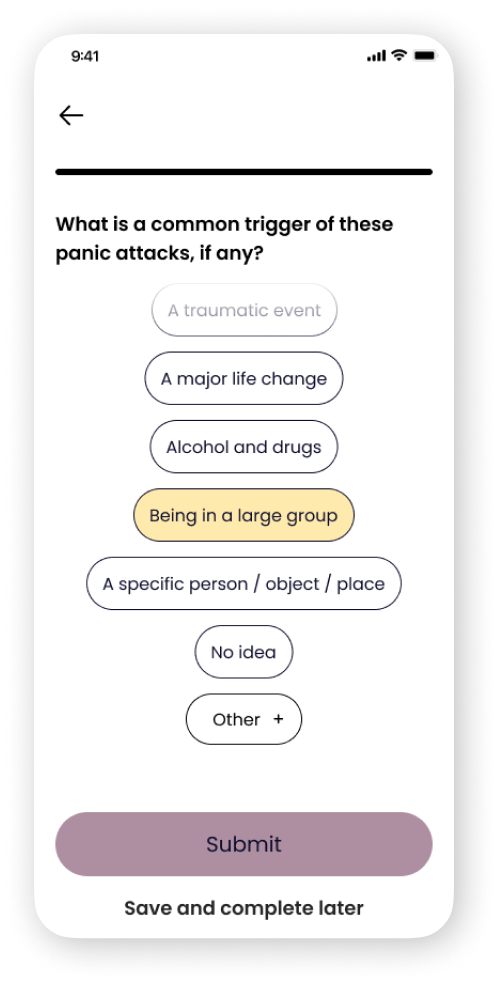 9:41
What is a common trigger of these
panic attacks, if any?
A traumatic event
A major life change
Alcohol and drugs
Being in a large group
A specific person / object / place
No idea
Other +
Submit
Save and complete later